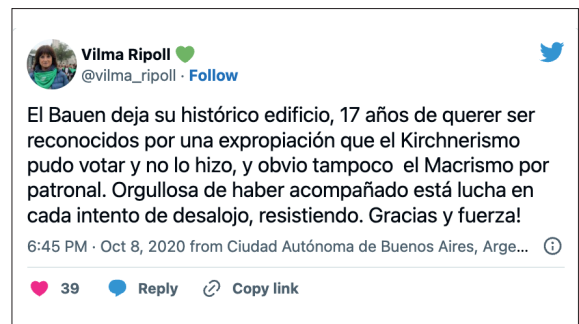 Vilma Ripoll 💚
@vilma_ripoll · Follow
El Bauen deja su histórico edificio, 17 años de querer ser
reconocidos por una expropiación que el Kirchnerismo
pudo votar y no lo hizo, y obvio tampoco  el Macrismo por
patronal. Orgullosa de haber acompañado está lucha en
cada intento de desalojo, resistiendo. Gracias y fuerza!
6:45 PM · Oct 8, 2020 from Ciudad Autónoma de Buenos Aires, Arge...
39 Reply Copy link